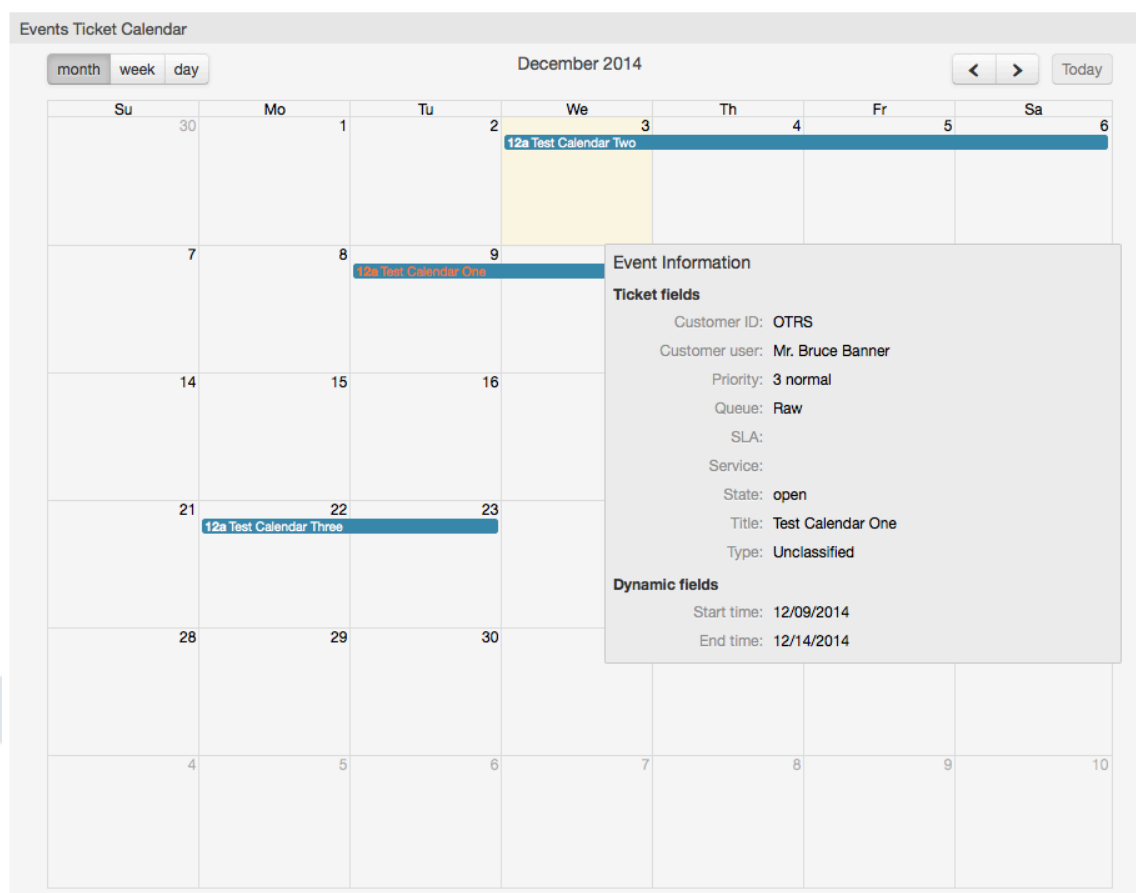 Events Ticket Calendar
month week day December 2014 < > Today
Su Mo Tu We Th Fr Sa
30 1 2 3 4 5 6
12a Test Calendar Two
7 8 9
12a Test Calendar One
14 15 16
21 22 23
12a Test Calendar Three
28 29 30
4 5 6 7 8 9 10
Event Information
Ticket fields
Customer ID: OTRS
Customer user: Mr. Bruce Banner
Priority: 3 normal
Queue: Raw
SLA:
Service:
State: open
Title: Test Calendar One
Type: Unclassified
Dynamic fields
Start time: 12/09/2014
End time: 12/14/2014